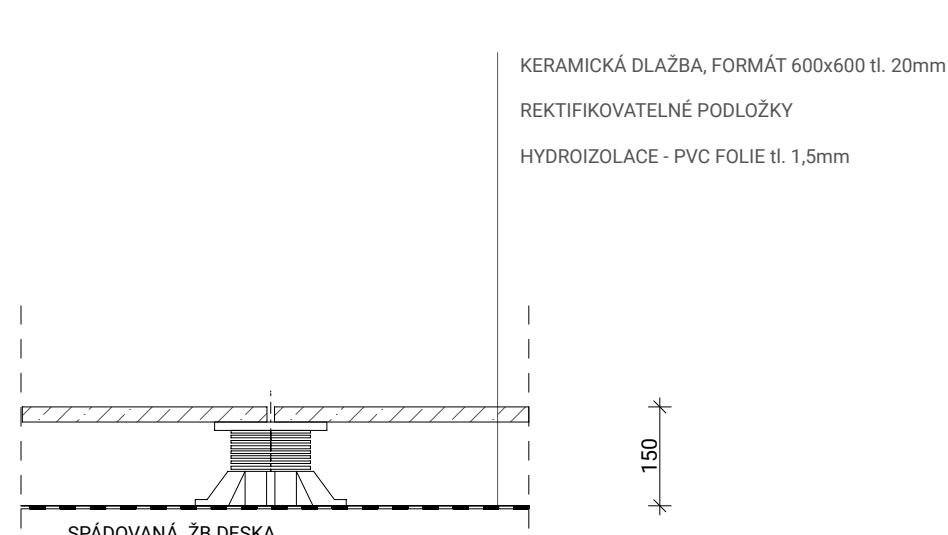 KERAMICKÁ DLAŽBA, FORMÁT 600x600 tl. 20mm
REKTIFIKOVATELNÉ PODLOŽKY
HYDROIZOLACE - PVC FOLIE tl. 1,5mm
150
SPÁDOVANÁ ŽB DESKA